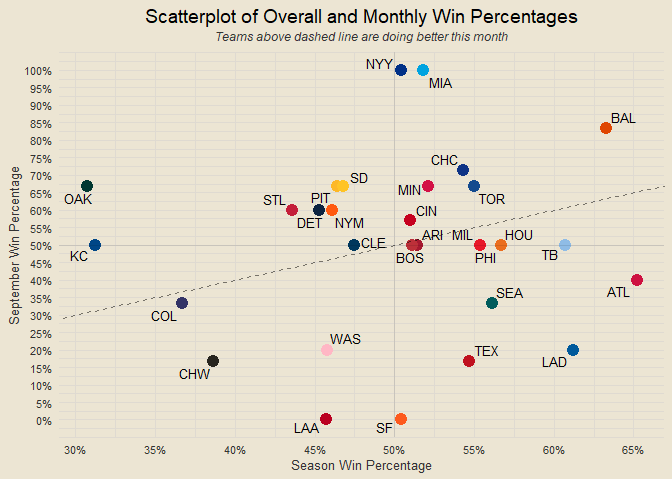 Scatterplot of Overall and Monthly Win Percentages
Teams above dashed line are doing better this month
September Win Percentage
100%
95%
90%
85%
80%
75%
70%
65%
60%
55%
50%
45%
40%
35%
30%
25%
20%
15%
10%
5%
0%
NYY
MIA
BAL
CHC
OAK
SD
MIN
TOR
STL
PIT
DET
NYM
CIN
KC
CLE
ARI
MIL
HOU
BOS
PHI
TB
ATL
SEA
COL
WAS
TEX
LAD
CHW
LAA
SF
30%
35%
40%
45%
50%
55%
60%
65%
Season Win Percentage